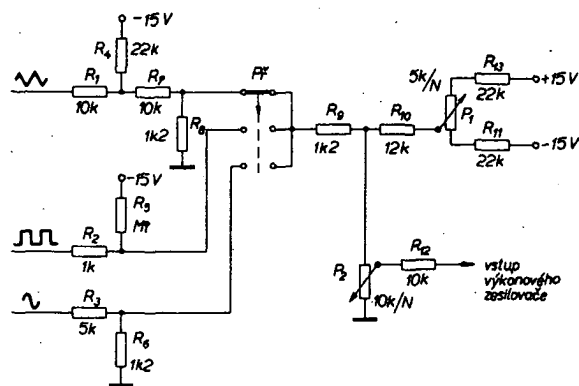 -15V
R4
22k
R1
10k
R7
10k
R8
1k2
Př
5k/N
R13
22k
+15V
P1
R11
22k
-15V
R9
1k2
R10
12k
-15V
R5
M1
R2
1k
R3
5k
R6
1k2
P2
10k/N
R12
10k
vstup
výkonového
zesilovače